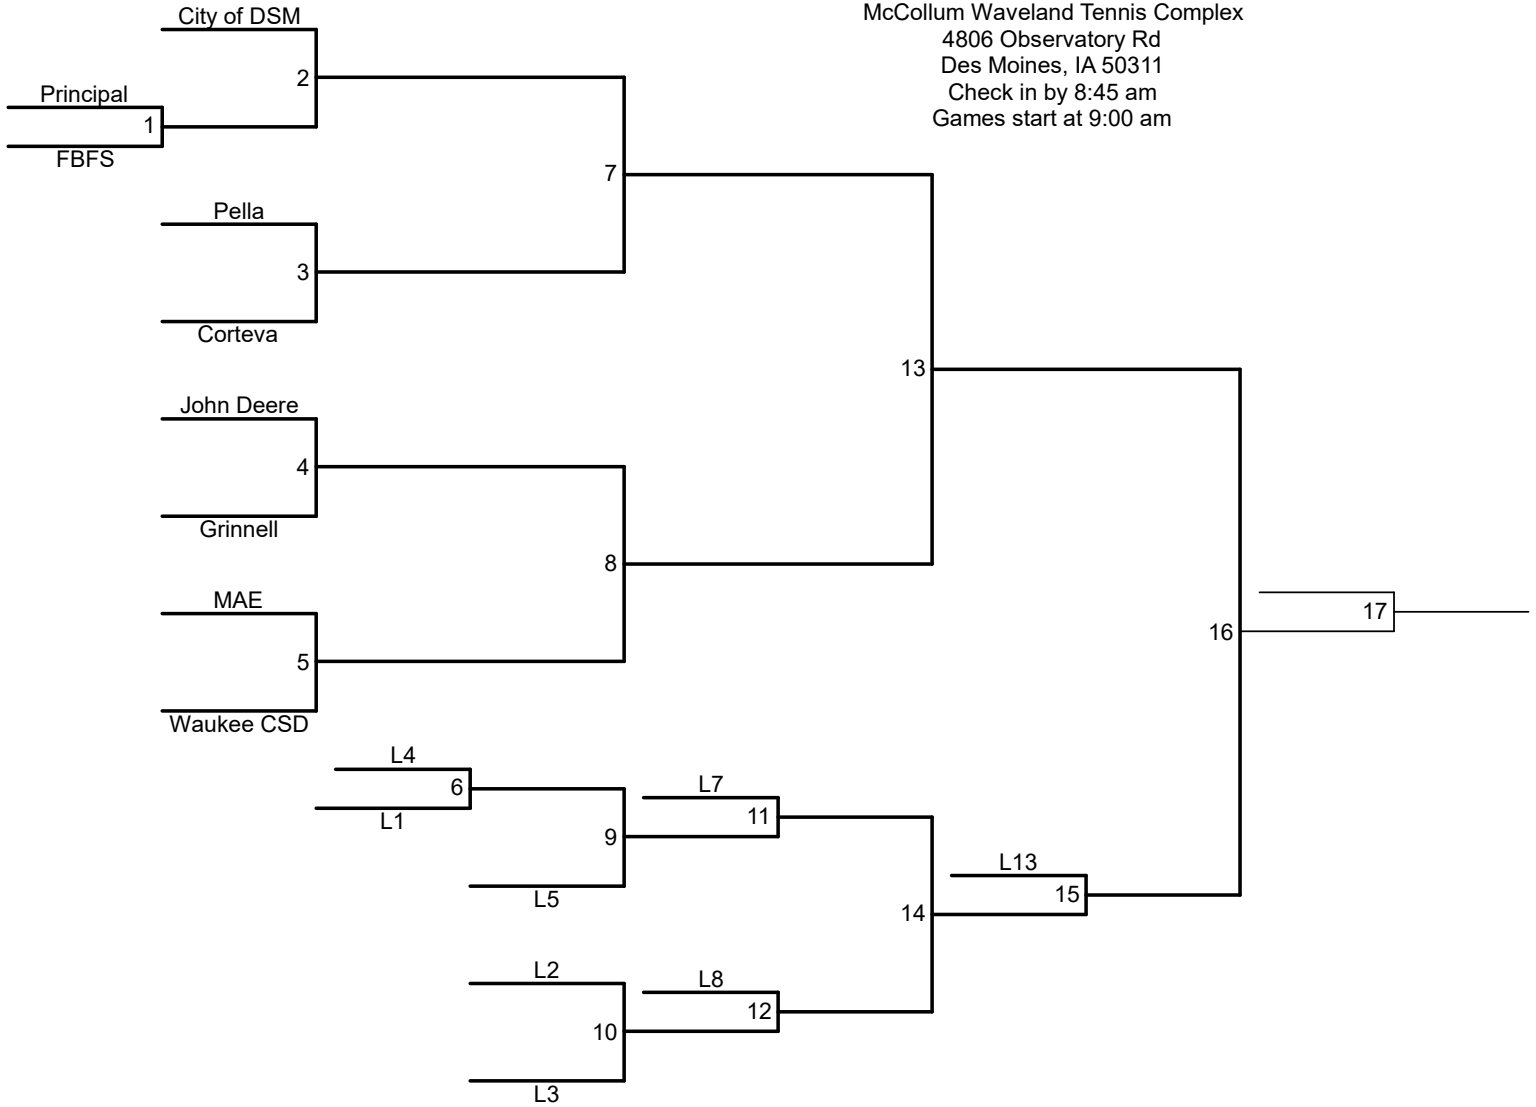 City of DSM
McCollum Waveland Tennis Complex
4806 Observatory Rd
Des Moines, IA 50311
Check in by 8:45 am
Games start at 9:00 am
2
Principal
1
FBFS
7
Pella
3
Corteva
13
John Deere
4
Grinnell
8
MAE
17
16
5
Waukee CSD
L4
6
L1
L7
11
9
L13
15
L5
14
L2
L8
12
10
L3